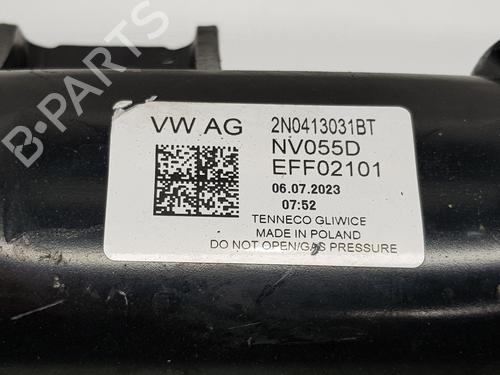 VW AG
2N0413031BT
NV055D
EFF02101
06.07.2023
07:52
TENNECO GLIWICE
MADE IN POLAND
DO NOT OPEN/GAS PRESSURE
B-PARTS